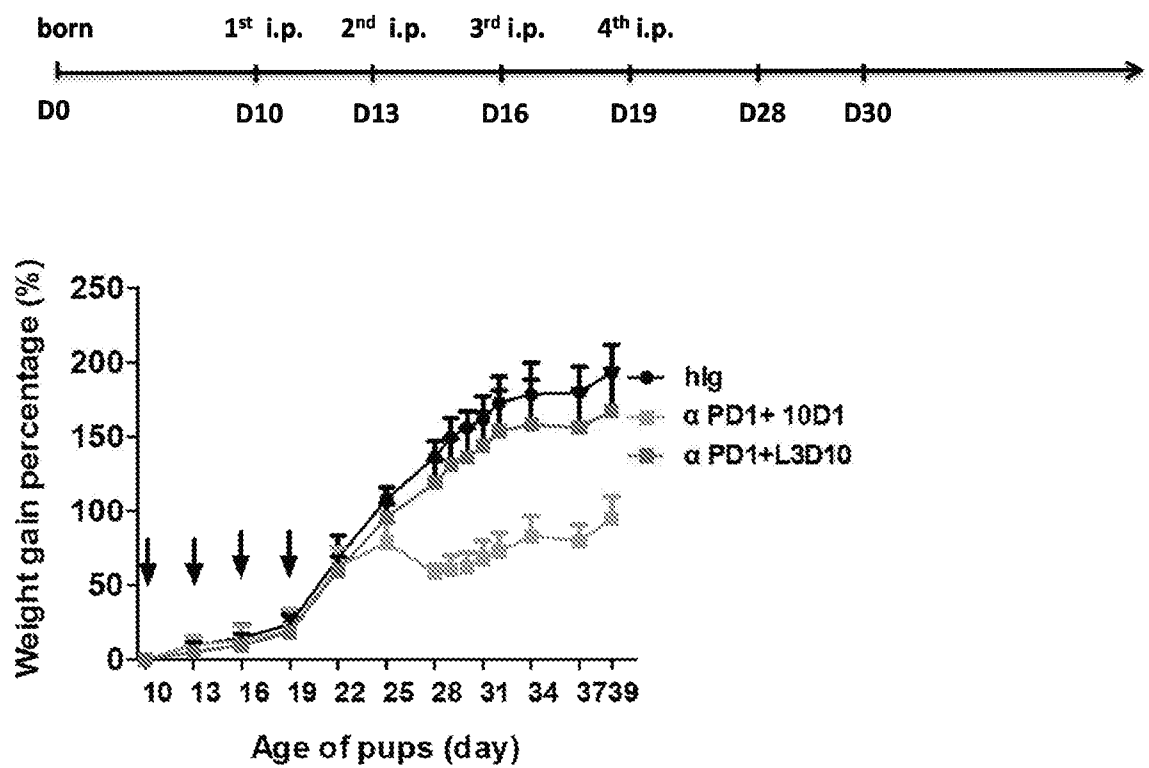 born 1st i.p. 2nd i.p. 3rd i.p. 4th i.p.
D0 D10 D13 D16 D19 D28 D30
Weight gain percentage (%)
250
200
150
100
50
0
hIg
α PD1+ 10D1
α PD1+L3D10
10 13 16 19 22 25 28 31 34 3739
Age of pups (day)